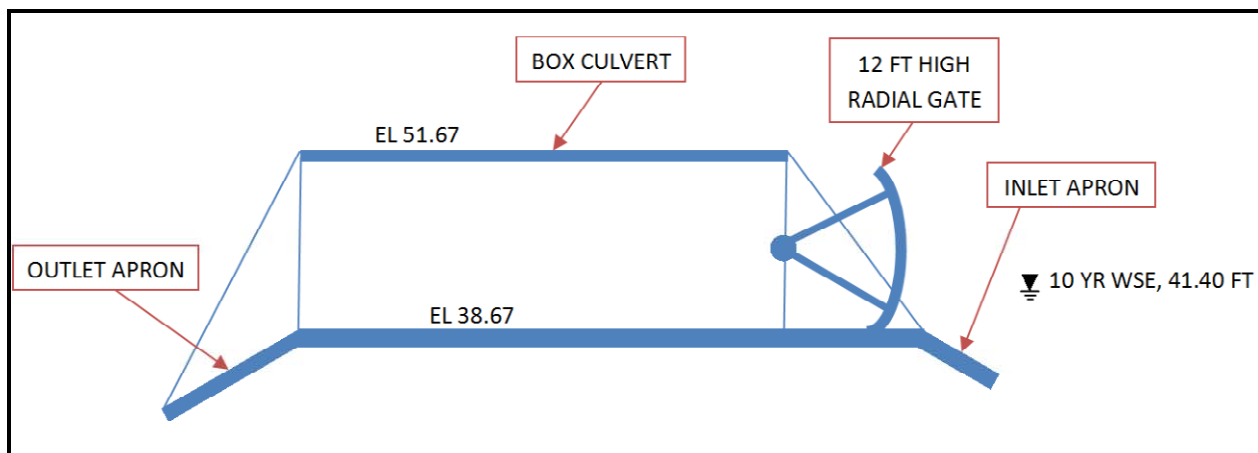 BOX CULVERT
12 FT HIGH
RADIAL GATE
EL 51.67
INLET APRON
OUTLET APRON
10 YR WSE, 41.40 FT
EL 38.67